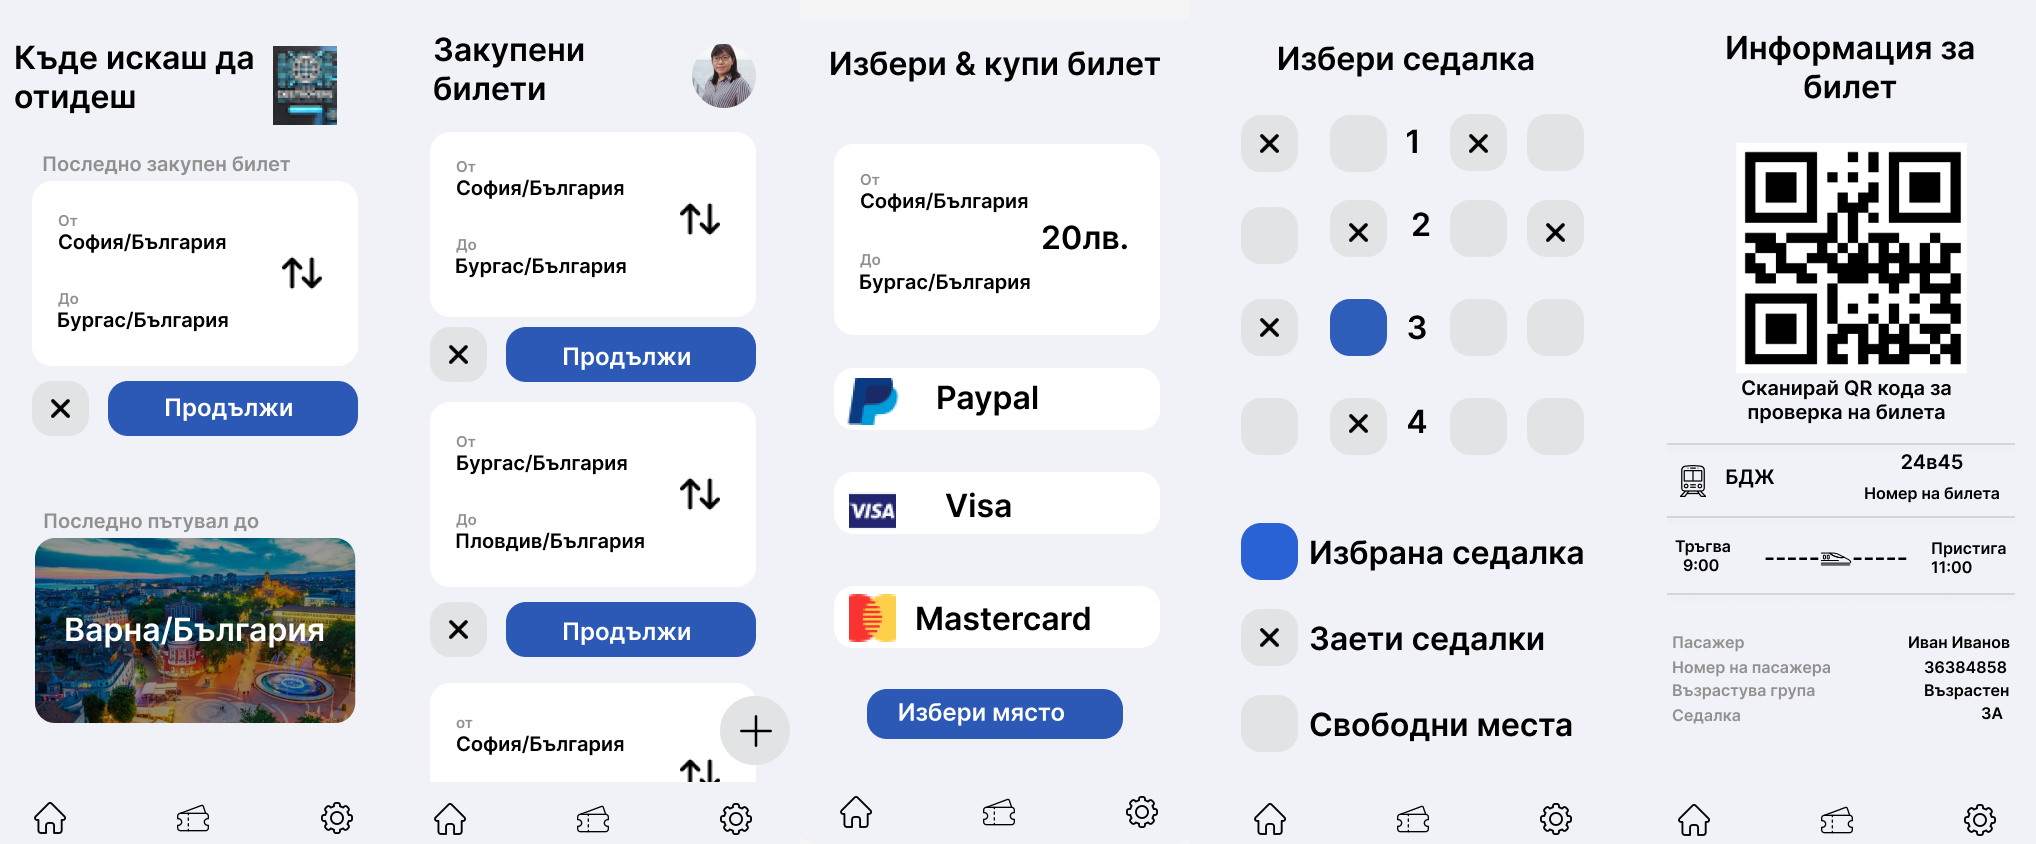 Къде искаш да
отидеш
Последно закупен билет
От
София/България
До
Бургас/България
Продължи
Последно пътувал до
Варна/България
Закупени
билети
От
София/България
До
Бургас/България
Продължи
От
Бургас/България
До
Пловдив/България
Продължи
от
София/България
Избери & купи билет
От
София/България
20лв.
До
Бургас/България
Paypal
VISA Visa
Mastercard
Избери място
Избери седалка
1
2
3
4
Избрана седалка
Заети седалки
Свободни места
Информация за
билет
Сканирай QR кода за
проверка на билета
БДЖ
24в45
Номер на билета
Тръгва
9:00
Пристига
11:00
Пасажер Иван Иванов
Номер на пасажера 36384858
Възрастува група Възрастен
Седалка 3А